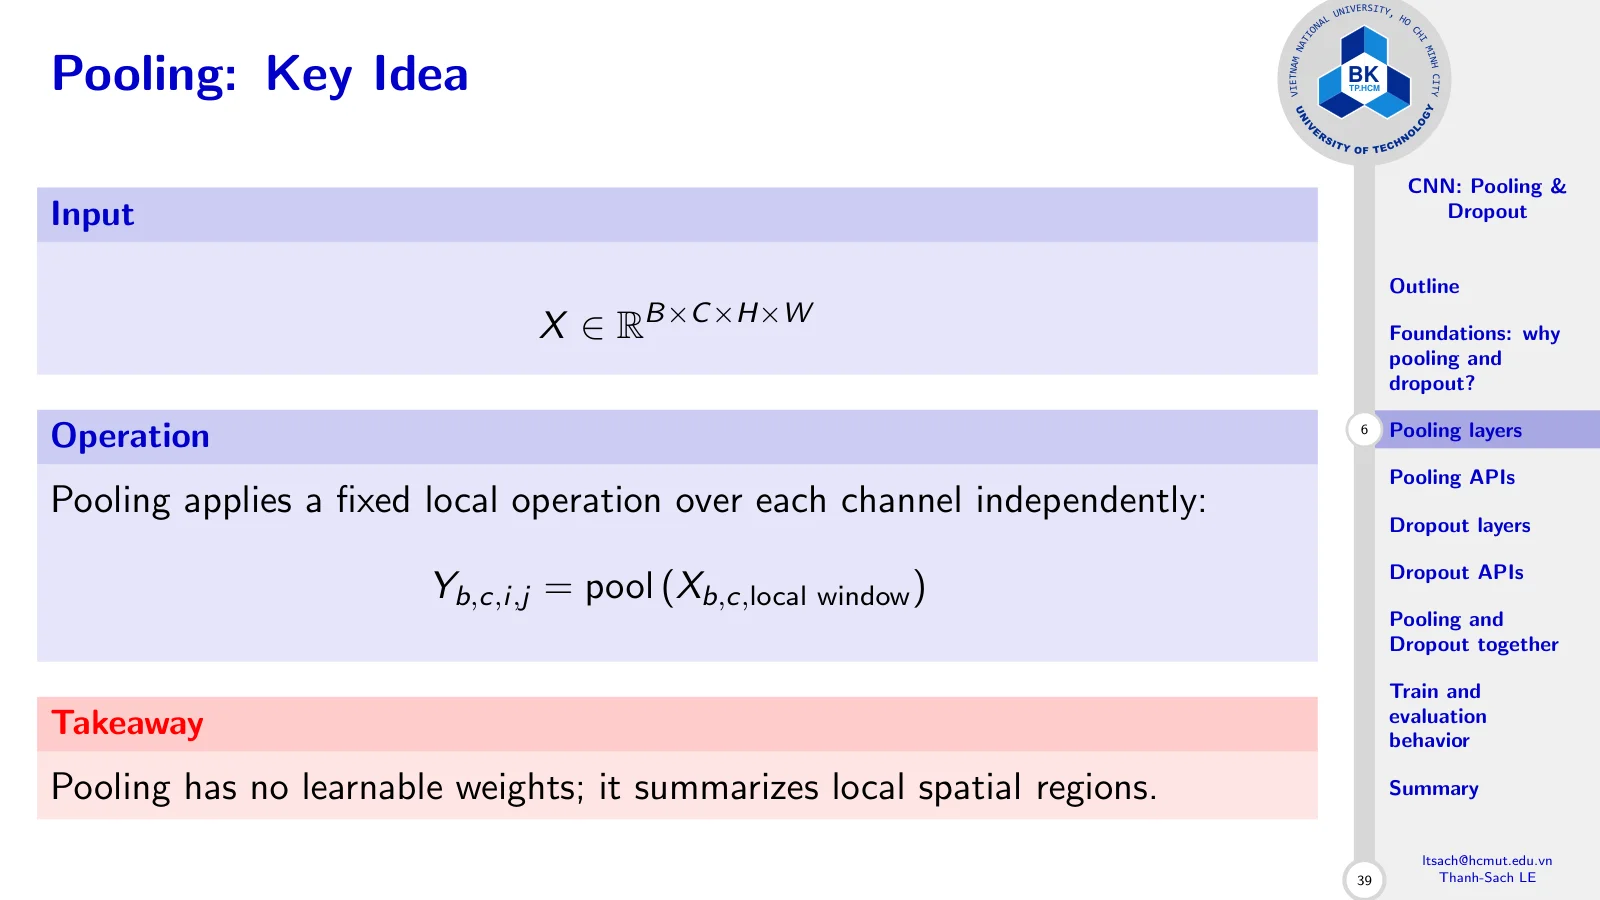 Pooling: Key Idea
Input
X ∈ ℝ^{B×C×H×W}
Operation
Pooling applies a fixed local operation over each channel independently:
Y_{b,c,i,j} = pool (X_{b,c,local window})
Takeaway
Pooling has no learnable weights; it summarizes local spatial regions.
VIETNAM NATIONAL UNIVERSITY, HO CHI MINH CITY
BK
TP.HCM
UNIVERSITY OF TECHNOLOGY
CNN: Pooling &
Dropout
Outline
Foundations: why
pooling and
dropout?
6
Pooling layers
Pooling APIs
Dropout layers
Dropout APIs
Pooling and
Dropout together
Train and
evaluation
behavior
Summary
ltsach@hcmut.edu.vn
Thanh-Sach LE
39